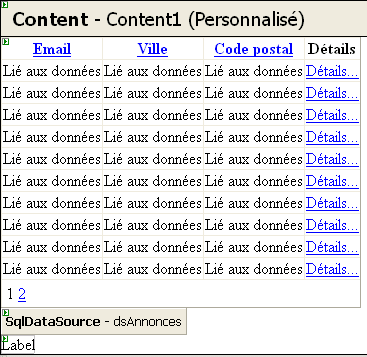 Content - Content1 (Personnalisé)
Email Ville Code postal Détails
Lié aux données Lié aux données Lié aux données Détails...
Lié aux données Lié aux données Lié aux données Détails...
Lié aux données Lié aux données Lié aux données Détails...
Lié aux données Lié aux données Lié aux données Détails...
Lié aux données Lié aux données Lié aux données Détails...
Lié aux données Lié aux données Lié aux données Détails...
Lié aux données Lié aux données Lié aux données Détails...
Lié aux données Lié aux données Lié aux données Détails...
Lié aux données Lié aux données Lié aux données Détails...
Lié aux données Lié aux données Lié aux données Détails...
1 2
SqlDataSource - dsAnnonces
Label